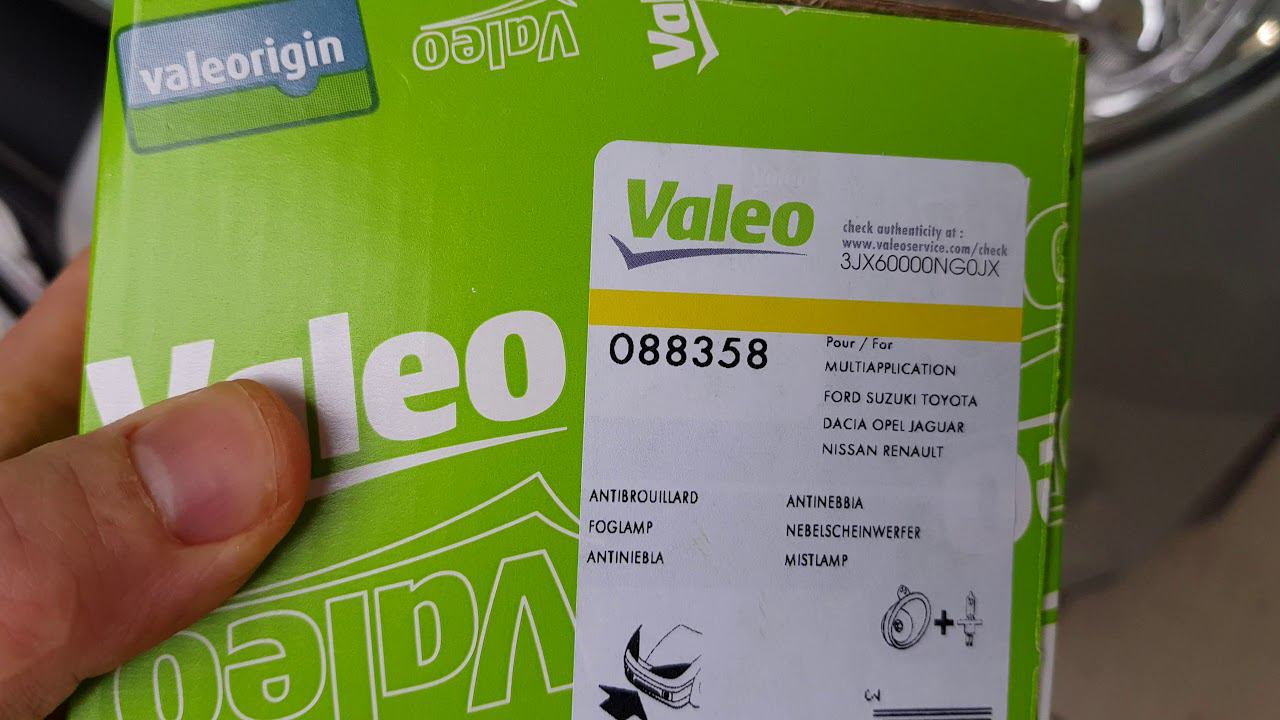 valeorigin
Valeo
Valeo
Valeo
check authenticity at :
www.valeoservice.com/check
3JX60000NG0JX
088358
Pour / For
MULTIAPPLICATION
FORD SUZUKI TOYOTA
DACIA OPEL JAGUAR
NISSAN RENAULT
Valeo
ANTIBROUILLARD
FOGLAMP
ANTINIEBLA
ANTINEBBIA
NEBELSCHEINWERFER
MISTLAMP
Valeo